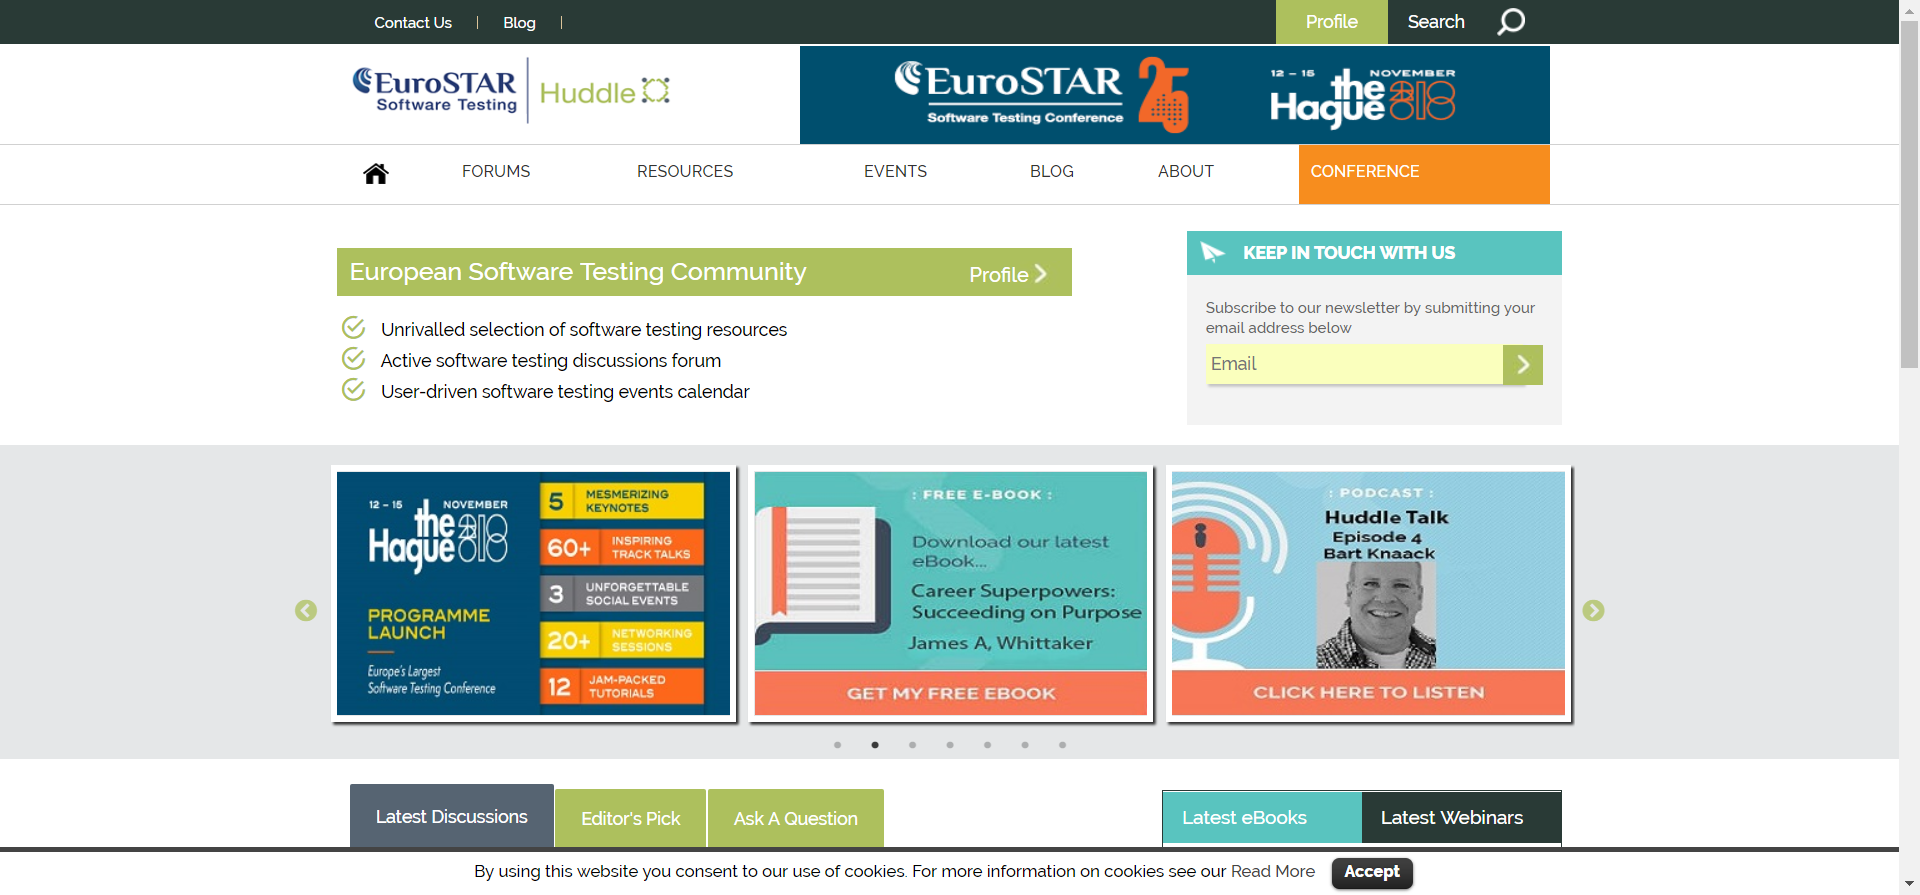 Contact Us | Blog |
Profile Search
EuroSTAR
Software Testing
Huddle
EuroSTAR 25
Software Testing Conference
12 – 15 NOVEMBER
the
Hague 2018
FORUMS RESOURCES EVENTS BLOG ABOUT CONFERENCE
European Software Testing Community Profile
Unrivalled selection of software testing resources
Active software testing discussions forum
User-driven software testing events calendar
KEEP IN TOUCH WITH US
Subscribe to our newsletter by submitting your
email address below
Email
12 – 15 NOVEMBER
the
Hague 2018
PROGRAMME
LAUNCH
Europe's Largest
Software Testing Conference
5 MESMERIZING
KEYNOTES
60+ INSPIRING
TRACK TALKS
3 UNFORGETTABLE
SOCIAL EVENTS
20+ NETWORKING
SESSIONS
12 JAM-PACKED
TUTORIALS
: FREE E-BOOK :
Download our latest
eBook...
Career Superpowers:
Succeeding on Purpose
James A, Whittaker
GET MY FREE EBOOK
: PODCAST :
Huddle Talk
Episode 4
Bart Knaack
CLICK HERE TO LISTEN
Latest Discussions Editor's Pick Ask A Question
Latest eBooks Latest Webinars
By using this website you consent to our use of cookies. For more information on cookies see our Read More Accept